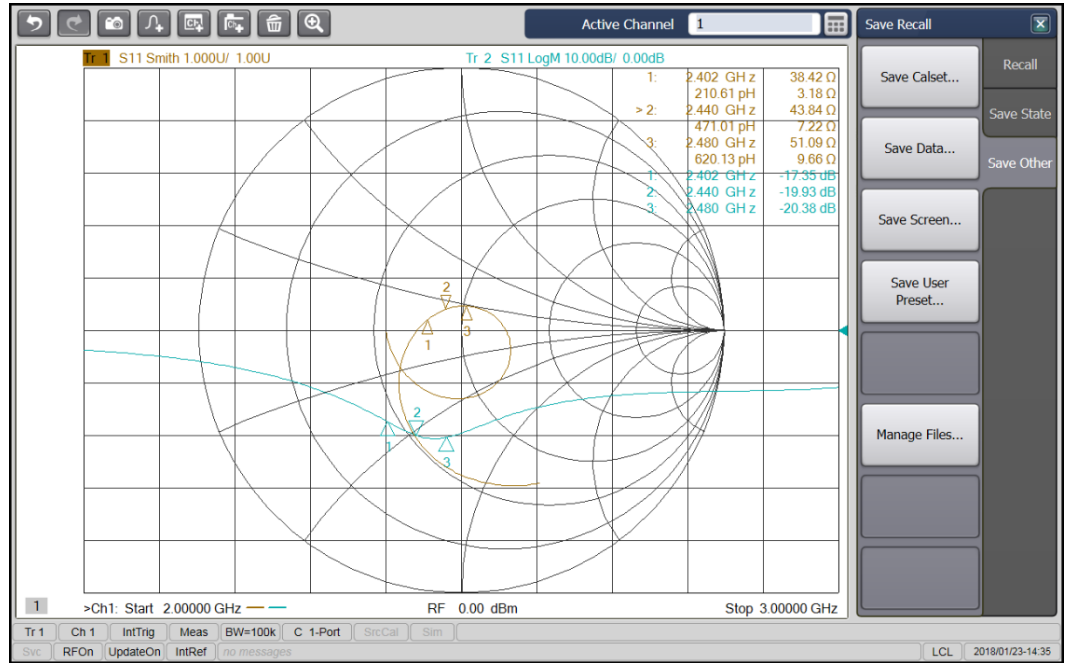 Active Channel 1
Save Recall
Tr 1 S11 Smith 1.000U/ 1.00U
Tr 2 S11 LogM 10.00dB/ 0.00dB
1: 2.402 GHz 38.42 Ω
210.61 pH 3.18 Ω
> 2: 2.440 GHz 43.84 Ω
471.01 pH 7.22 Ω
3: 2.480 GHz 51.09 Ω
620.13 pH 9.66 Ω
1: 2.402 GHz -17.35 dB
2: 2.440 GHz -19.93 dB
3: 2.480 GHz -20.38 dB
2
1
3
2
1
3
1
>Ch1: Start 2.00000 GHz
RF 0.00 dBm
Stop 3.00000 GHz
Save Calset...
Save Data...
Save Screen...
Save User
Preset...
Manage Files...
Recall
Save State
Save Other
Tr 1 Ch 1 IntTrig Meas BW=100k C 1-Port SrcCal Sim
Svc RFOn UpdateOn IntRef no messages LCL 2018/01/23-14:35